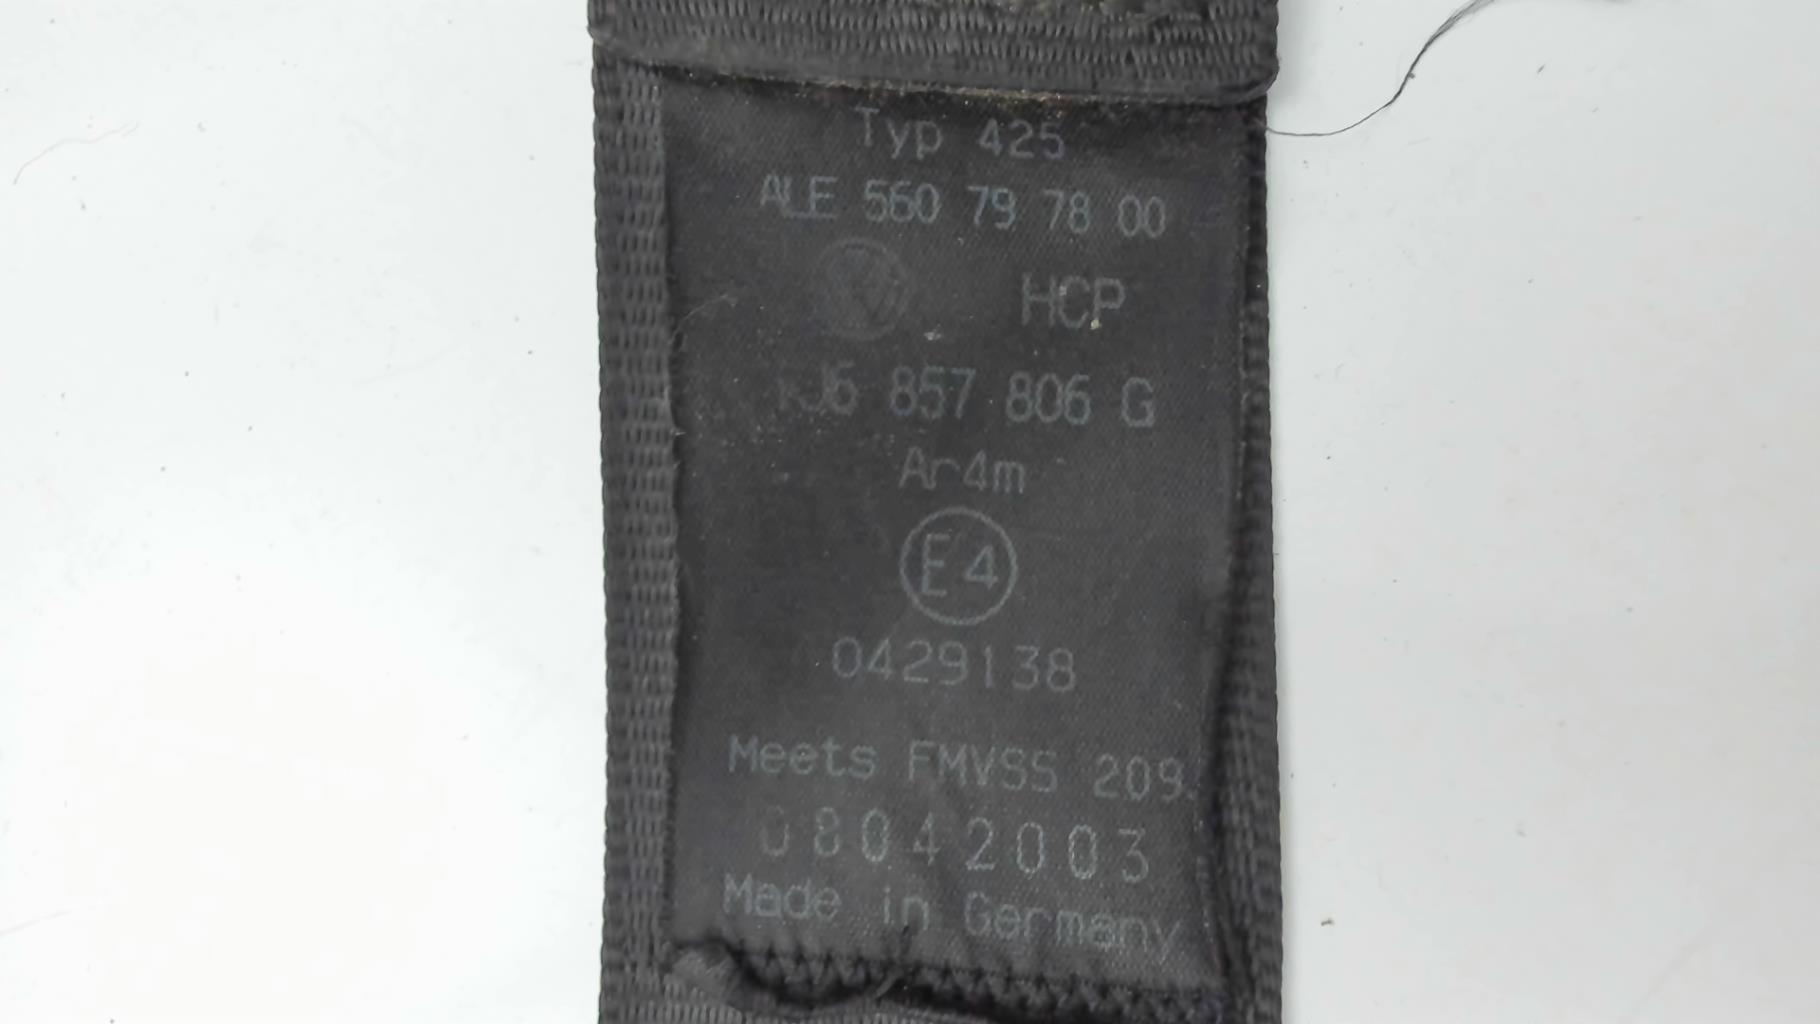 Typ 425
ALE 560 79 78 00
HCP
857 806 G
Ar4m
E4
0429138
Meets FMVSS 209
08042003
Made in Germany